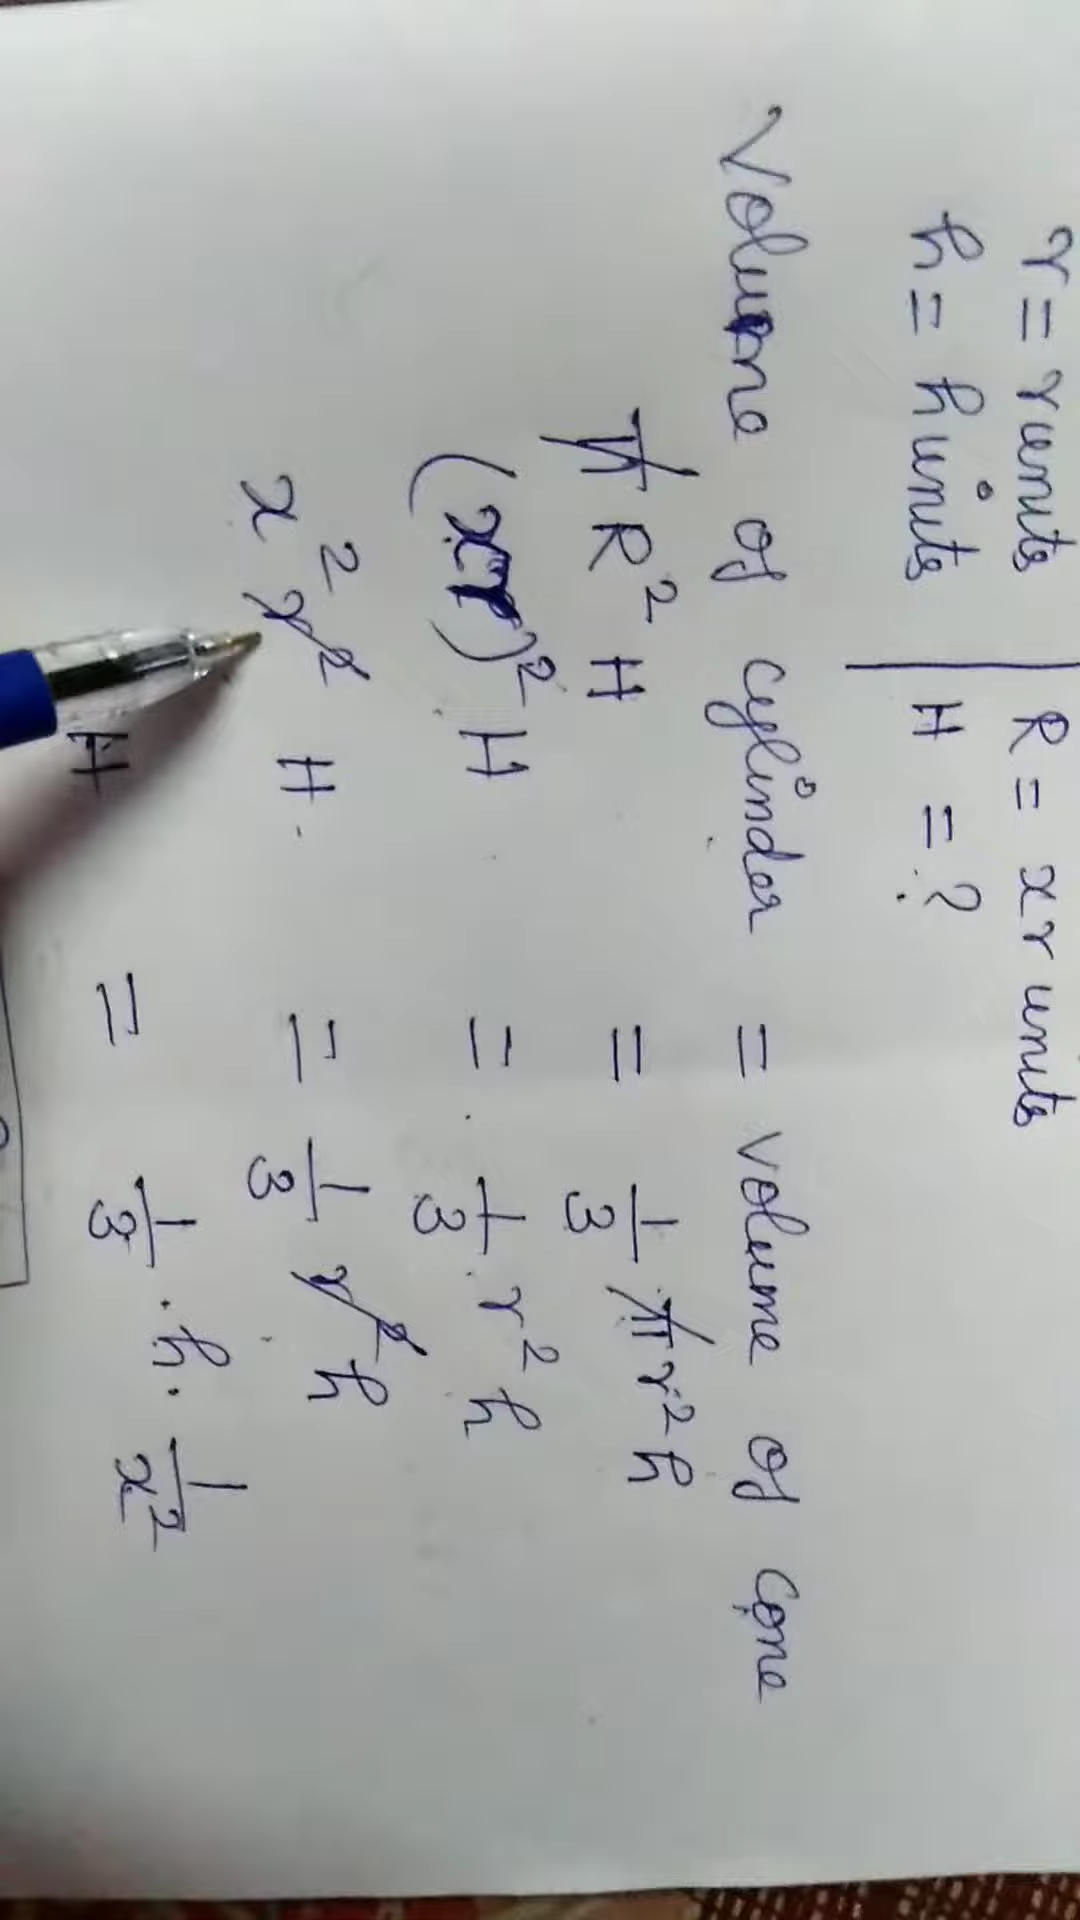 r = r units | R = xr units
h = h units | H = ?
Volume of cylinder = volume of cone
π R² H = 1/3 π r² h
(xr)² H = 1/3 . r² h
x² r² H = 1/3 r² h
H = 1/3 . h . 1/x²